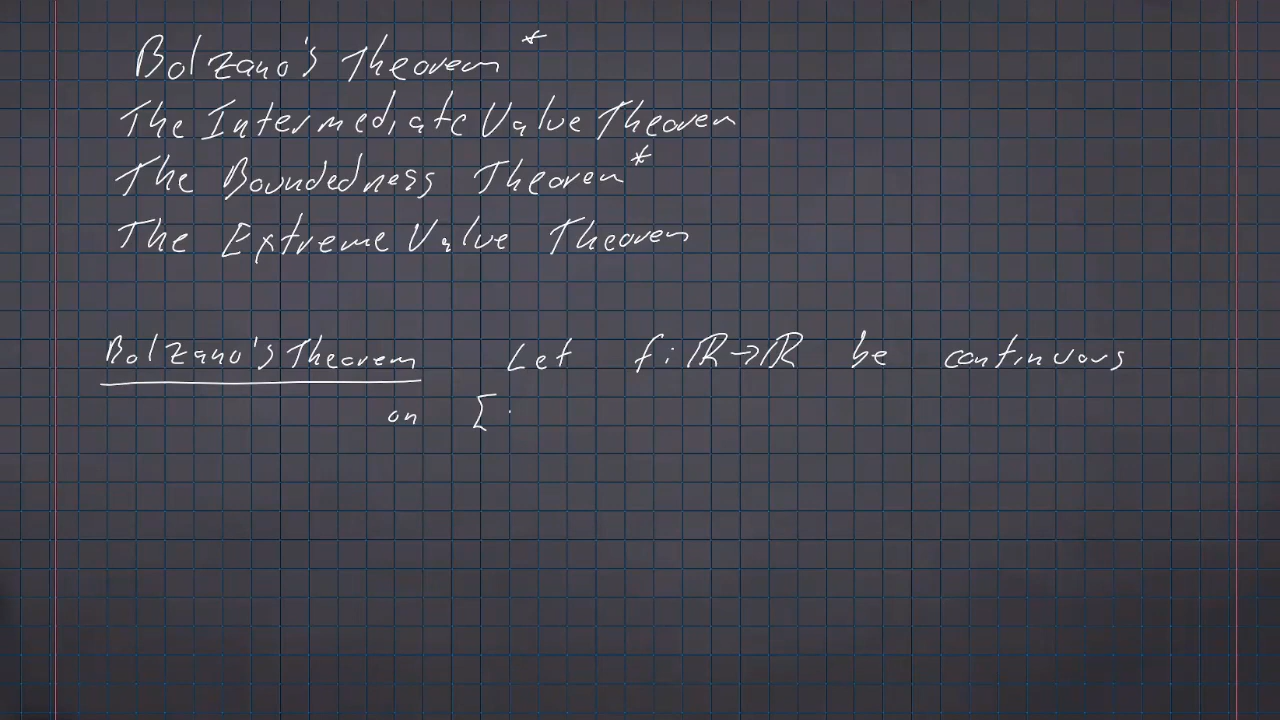 Bolzano's Theorem*
The Intermediate Value Theorem
The Boundedness Theorem*
The Extreme Value Theorem
Bolzano's Theorem Let f: ℝ→ℝ be continuous
on [